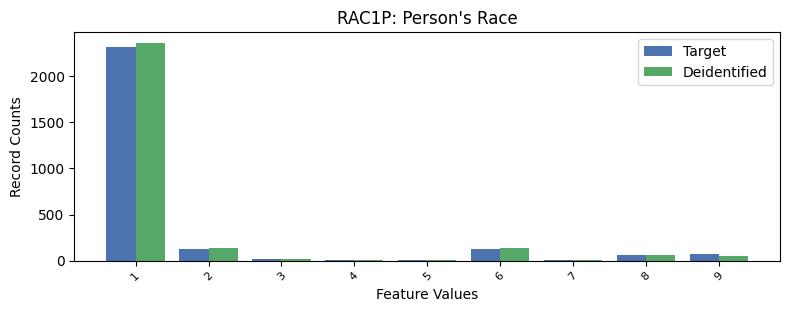 RAC1P: Person's Race
Target
Deidentified
Record Counts
2000
1500
1000
500
0
1 2 3 4 5 6 7 8 9
Feature Values